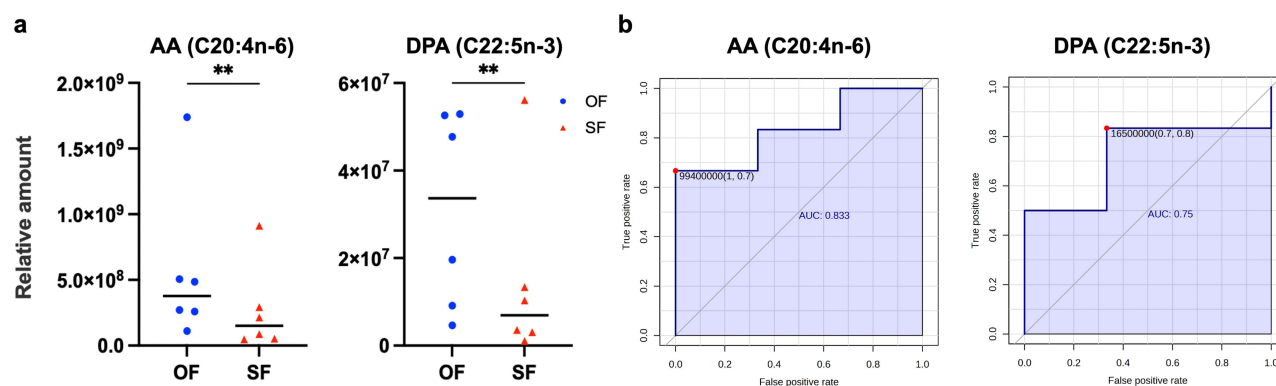 a
AA (C20:4n-6)
DPA (C22:5n-3)
**
**
Relative amount
2.0×10⁹
1.5×10⁹
1.0×10⁹
5.0×10⁸
0.0
OF SF
6×10⁷
4×10⁷
2×10⁷
0
OF SF
OF
SF
b
AA (C20:4n-6)
DPA (C22:5n-3)
True positive rate
1.0
0.8
0.6
0.4
0.2
0.0
99400000(1, 0.7)
AUC: 0.833
0.0 0.2 0.4 0.6 0.8 1.0
False positive rate
True positive rate
1.0
0.8
0.6
0.4
0.2
0.0
16500000(0.7, 0.8)
AUC: 0.75
0.0 0.2 0.4 0.6 0.8 1.0
False positive rate